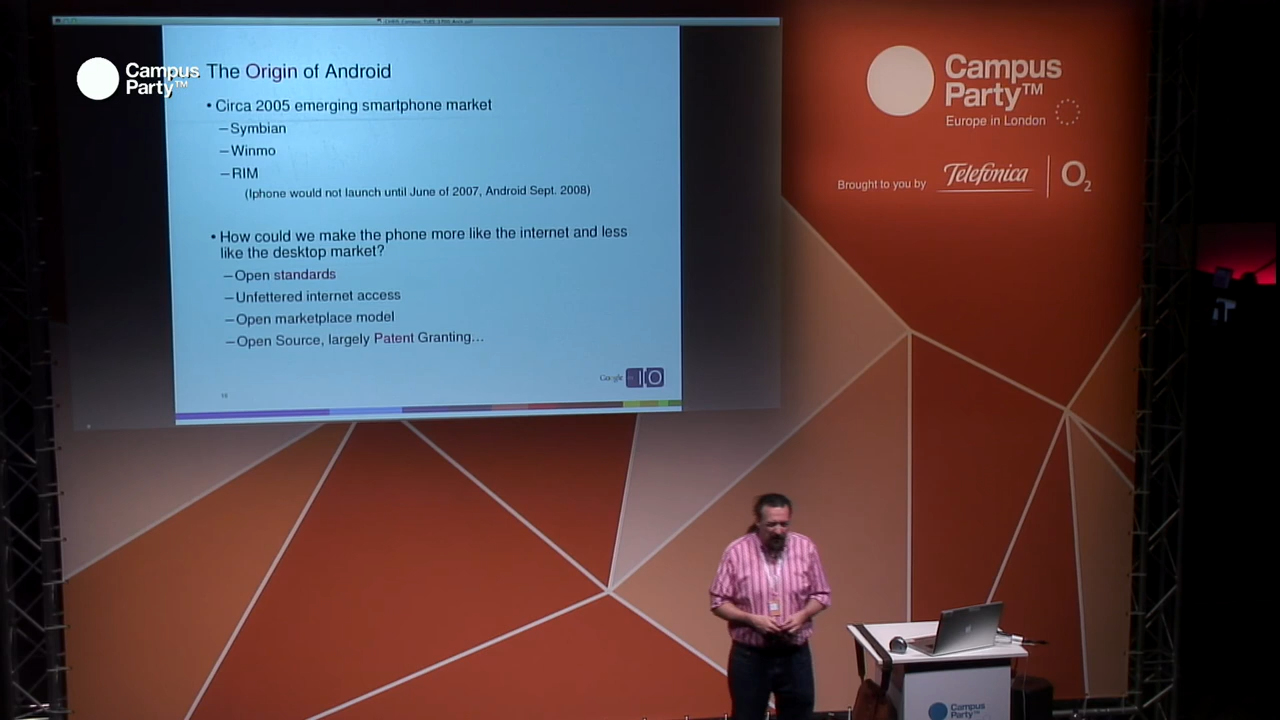 Campus
Party™
The Origin of Android
• Circa 2005 emerging smartphone market
–Symbian
–Winmo
–RIM
(Iphone would not launch until June of 2007, Android Sept. 2008)
• How could we make the phone more like the internet and less
like the desktop market?
–Open standards
–Unfettered internet access
–Open marketplace model
–Open Source, largely Patent Granting...
Google IO
Campus
Party™
Europe in London
Brought to you by Telefónica O2
Campus
Party™